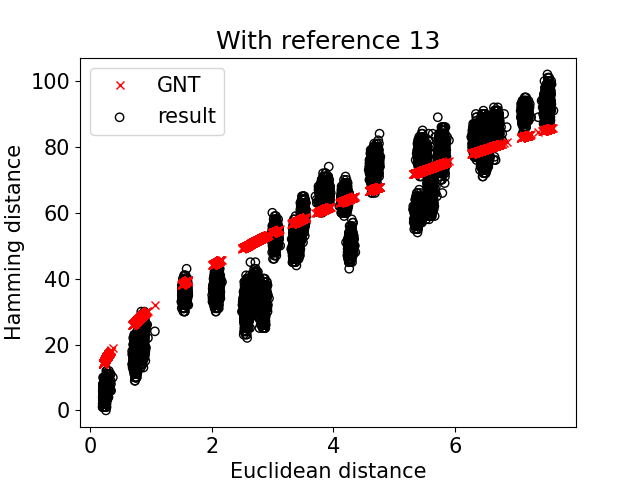 With reference 13
GNT
result
100
80
60
40
20
0
Hamming distance
0 2 4 6
Euclidean distance